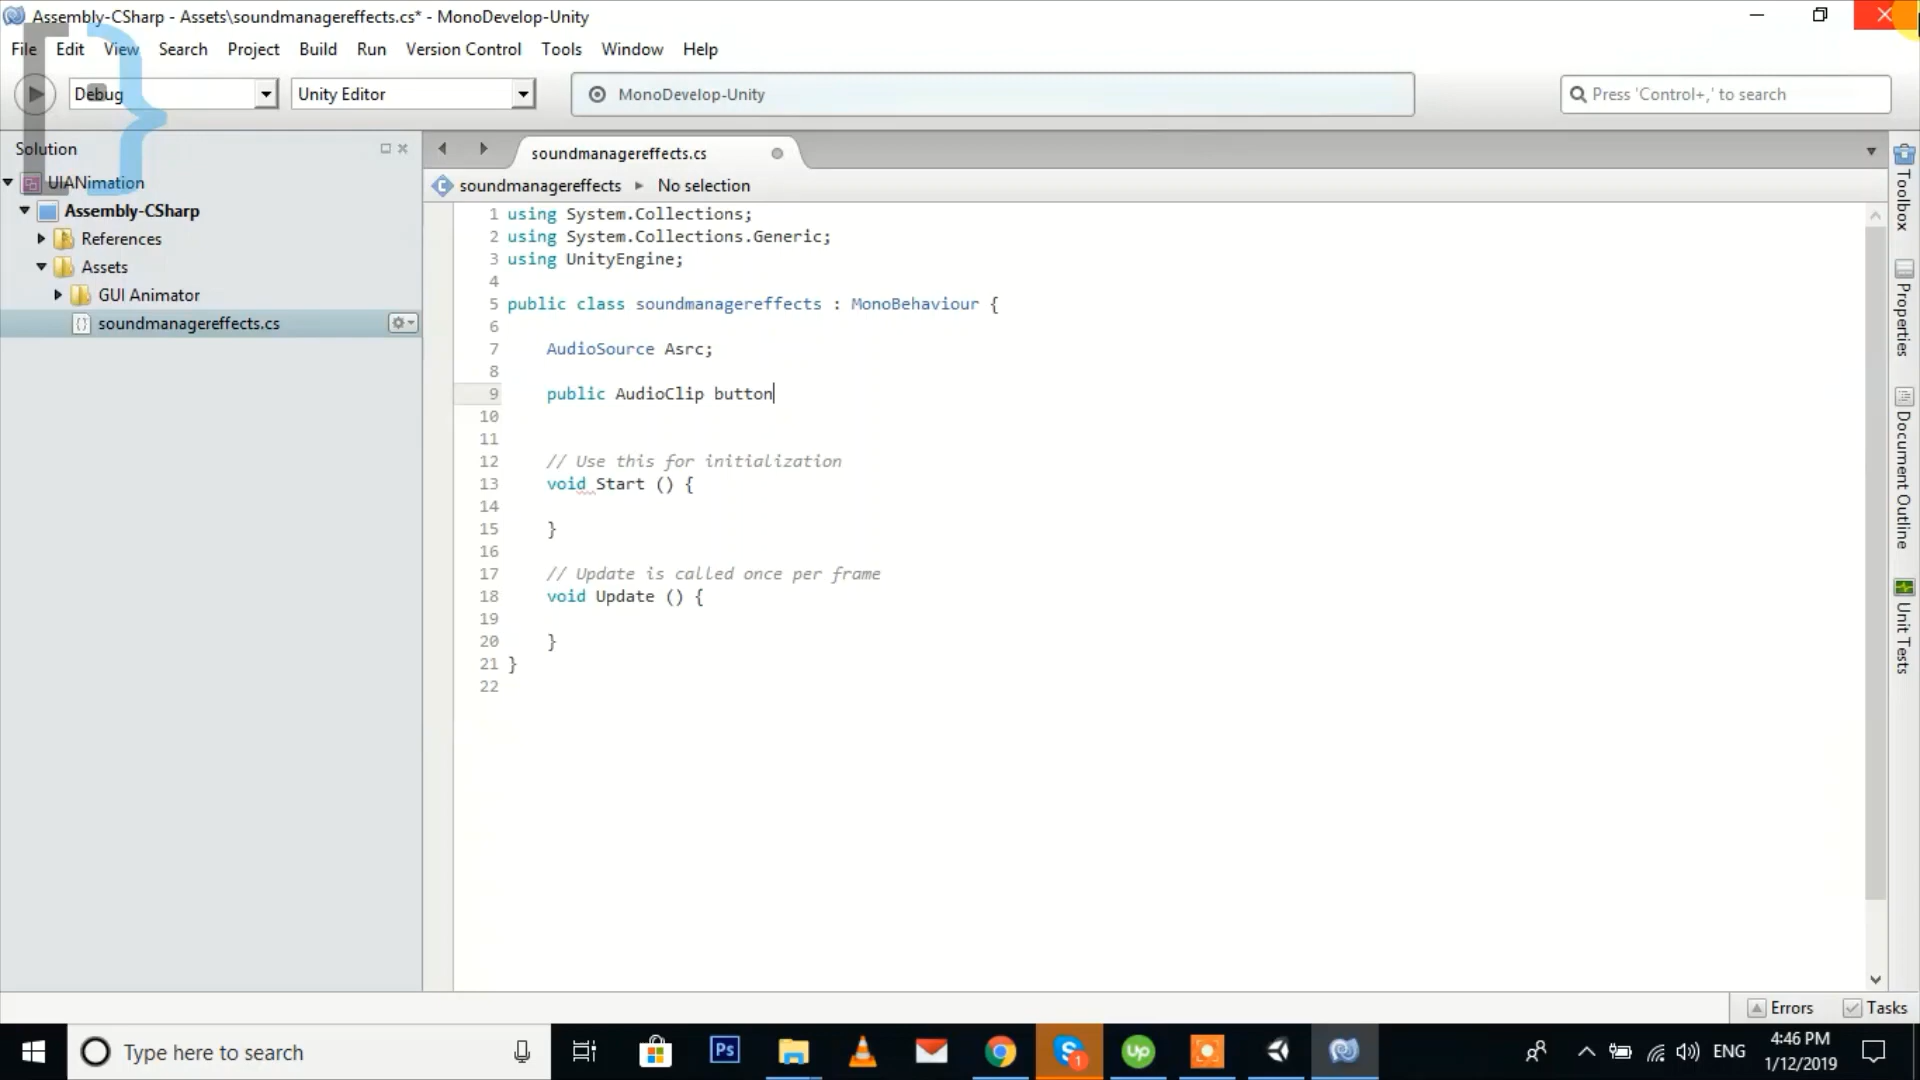 Assembly-CSharp - Assets\soundmanagereffects.cs* - MonoDevelop-Unity
File Edit View Search Project Build Run Version Control Tools Window Help
Debug Unity Editor MonoDevelop-Unity Press 'Control+,' to search
Solution
UIANimation
Assembly-CSharp
References
Assets
GUI Animator
soundmanagereffects.cs
soundmanagereffects.cs
soundmanagereffects No selection
1 using System.Collections;
2 using System.Collections.Generic;
3 using UnityEngine;
4
5 public class soundmanagereffects : MonoBehaviour {
6
7 AudioSource Asrc;
8
9 public AudioClip button
10
11
12 // Use this for initialization
13 void Start () {
14
15 }
16
17 // Update is called once per frame
18 void Update () {
19
20 }
21 }
22
Toolbox
Properties
Document Outline
Unit Tests
Errors Tasks
Type here to search
Ps
S 1
Up
ENG
4:46 PM
1/12/2019